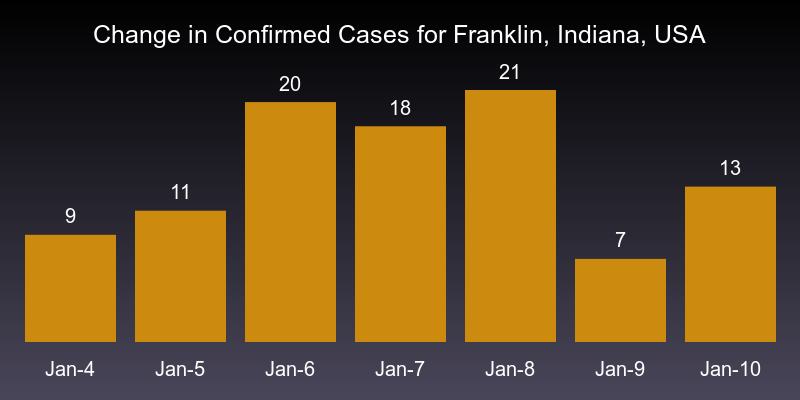 Change in Confirmed Cases for Franklin, Indiana, USA
9 11 20 18 21 7 13
Jan-4 Jan-5 Jan-6 Jan-7 Jan-8 Jan-9 Jan-10